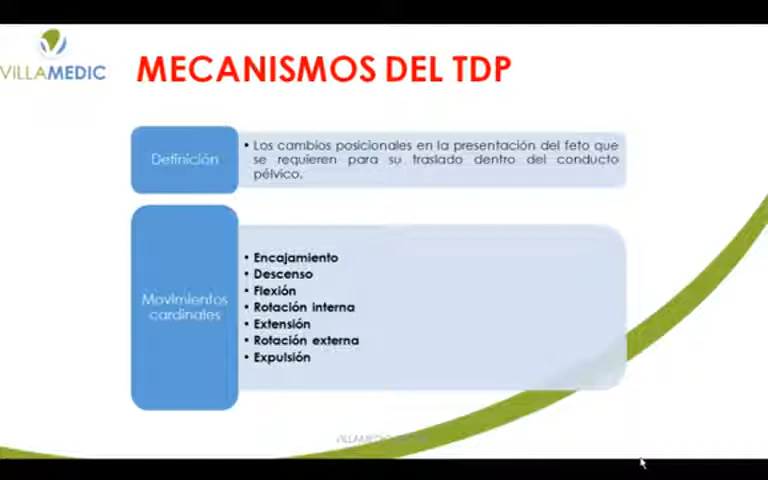 VILLAMEDIC
MECANISMOS DEL TDP
Definición
• Los cambios posicionales en la presentación del feto que
se requieren para su traslado dentro del conducto
pélvico.
Movimientos
cardinales
• Encajamiento
• Descenso
• Flexión
• Rotación interna
• Extensión
• Rotación externa
• Expulsión